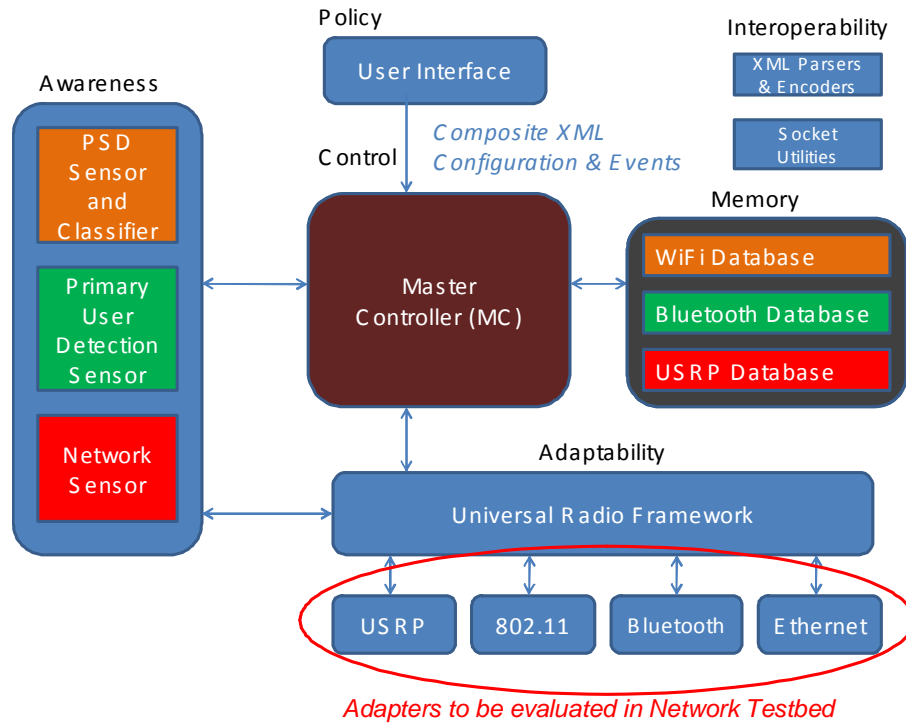 Policy
User Interface
Interoperability
XML Parsers
& Encoders
Socket
Utilities
Awareness
PSD
Sensor
and
Classifier
Primary
User
Detection
Sensor
Network
Sensor
Control
Composite XML
Configuration & Events
Master
Controller (MC)
Memory
WiFi Database
Bluetooth Database
USRP Database
Adaptability
Universal Radio Framework
USRP
802.11
Bluetooth
Ethernet
Adapters to be evaluated in Network Testbed